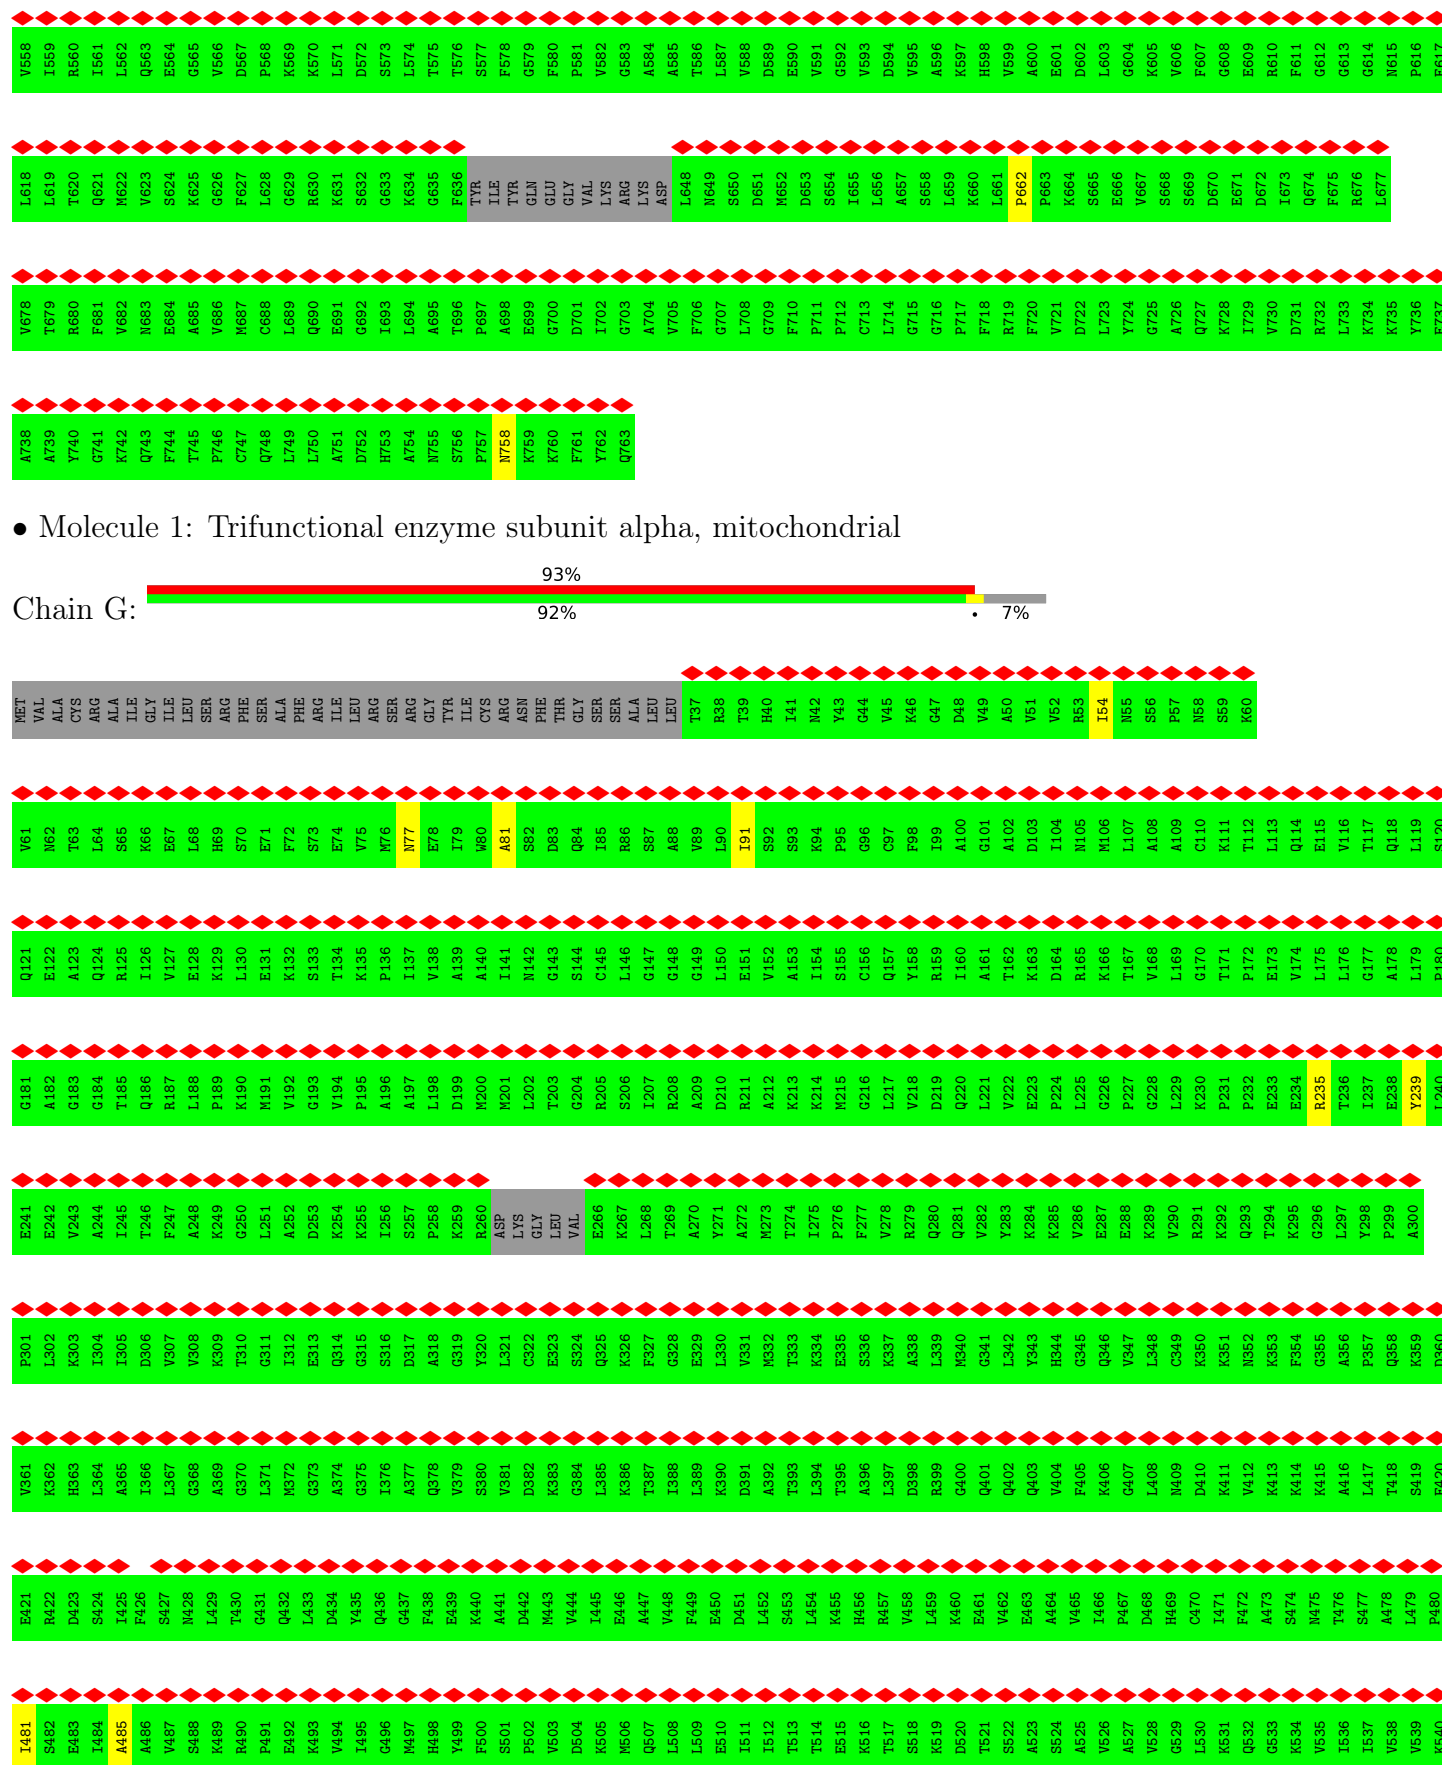 V558 I559 R560 I561 L562 Q563 E564 G565 V566 D567 P568 K569 K570 L571 D572 S573 L574 T575 T576 S577 F578 G579 F580 P581 V582 G583 A584 A585 T586 L587 V588 D589 E590 V591 G592 V593 D594 V595 A596 K597 H598 V599 A600 E601 D602 L603 G604 K605 V606 F607 G608 E609 R610 F611 G612 G613 G614 N615 P616 E617
L618 L619 T620 Q621 M622 V623 S624 K625 G626 F627 L628 G629 R630 K631 S632 G633 K634 G635 F636 TYR ILE TYR GLN GLU GLY VAL LYS ARG LYS ASP L648 N649 S650 D651 M652 D653 S654 I655 L656 A657 S658 L659 K660 L661 P662 P663 K664 S665 E666 V667 S668 S669 D670 E671 D672 I673 Q674 F675 R676 L677
V678 T679 R680 F681 V682 N683 E684 A685 V686 M687 C688 L689 Q690 E691 G692 I693 L694 A695 T696 P697 A698 E699 G700 D701 I702 G703 A704 V705 F706 G707 L708 G709 F710 P711 P712 C713 L714 G715 G716 P717 F718 R719 F720 V721 D722 L723 Y724 G725 A726 Q727 K728 I729 V730 D731 R732 L733 K734 K735 Y736 E737
A738 A739 Y740 G741 K742 Q743 F744 T745 P746 C747 Q748 L749 L750 A751 D752 H753 A754 N755 S756 P757 N758 K759 K760 F761 Y762 Q763
• Molecule 1: Trifunctional enzyme subunit alpha, mitochondrial
93%
Chain G:
92% • 7%
MET VAL ALA CYS ARG ALA ILE GLY ILE LEU SER ARG PHE SER ALA PHE ARG ILE LEU ARG SER ARG GLY TYR ILE CYS ARG ASN PHE THR GLY SER SER ALA LEU LEU T37 R38 T39 H40 I41 N42 Y43 G44 V45 K46 G47 D48 V49 A50 V51 V52 R53 I54 N55 S56 P57 N58 S59 K60
V61 N62 T63 L64 S65 K66 E67 L68 H69 S70 E71 F72 S73 E74 V75 M76 N77 E78 I79 W80 A81 S82 D83 Q84 I85 R86 S87 A88 V89 L90 I91 S92 S93 K94 P95 G96 C97 F98 I99 A100 G101 A102 D103 I104 N105 M106 L107 A108 A109 C110 K111 T112 L113 Q114 E115 V116 T117 Q118 L119 S120
Q121 E122 A123 Q124 R125 I126 V127 E128 K129 L130 E131 K132 S133 T134 K135 P136 I137 V138 A139 A140 I141 N142 G143 S144 C145 L146 G147 G148 G149 L150 E151 V152 A153 I154 S155 C156 Q157 Y158 R159 I160 A161 T162 K163 D164 R165 K166 T167 V168 L169 G170 T171 P172 E173 V174 L175 L176 G177 A178 L179 P180
G181 A182 G183 G184 T185 Q186 R187 L188 P189 K190 M191 V192 G193 V194 P195 A196 A197 L198 D199 M200 M201 L202 T203 G204 R205 S206 I207 R208 A209 D210 R211 A212 K213 K214 M215 G216 L217 V218 D219 Q220 L221 V222 E223 P224 L225 G226 P227 G228 L229 K230 P231 P232 E233 E234 R235 T236 I237 E238 Y239 L240
E241 E242 V243 A244 I245 T246 F247 A248 K249 G250 L251 A252 D253 K254 K255 I256 S257 P258 K259 R260 ASP LYS GLY LEU VAL E266 K267 L268 T269 A270 Y271 A272 M273 T274 I275 P276 F277 V278 R279 Q280 Q281 V282 Y283 K284 K285 V286 E287 E288 K289 V290 R291 K292 Q293 T294 K295 G296 L297 Y298 P299 A300
P301 L302 K303 I304 I305 D306 V307 V308 K309 T310 G311 I312 E313 Q314 G315 S316 D317 A318 G319 Y320 L321 C322 E323 S324 Q325 K326 F327 G328 E329 L330 V331 M332 T333 K334 E335 S336 K337 A338 L339 M340 G341 L342 Y343 H344 G345 Q346 V347 L348 C349 K350 K351 N352 K353 F354 G355 A356 P357 Q358 K359 D360
V361 K362 H363 L364 A365 I366 L367 G368 A369 G370 L371 M372 G373 A374 G375 I376 A377 Q378 V379 S380 V381 D382 K383 G384 L385 K386 T387 I388 L389 K390 D391 A392 T393 L394 T395 A396 L397 D398 R399 G400 Q401 Q402 Q403 V404 F405 K406 G407 L408 N409 D410 K411 V412 K413 K414 K415 A416 L417 T418 S419 F420
E421 R422 D423 S424 I425 F426 S427 N428 L429 T430 G431 Q432 L433 D434 Y435 Q436 G437 F438 E439 K440 A441 D442 M443 V444 I445 E446 A447 V448 F449 E450 D451 L452 S453 L454 K455 H456 R457 V458 L459 K460 E461 V462 E463 A464 V465 I466 P467 D468 H469 C470 I471 F472 A473 S474 N475 T476 S477 A478 L479 P480
I481 S482 E483 I484 A485 A486 V487 S488 K489 R490 P491 E492 K493 V494 I495 G496 M497 H498 Y499 F500 S501 P502 V503 D504 K505 M506 Q507 L508 L509 E510 I511 I512 T513 T514 E515 K516 T517 S518 K519 D520 T521 S522 A523 S524 A525 V526 A527 V528 G529 L530 K531 Q532 G533 K534 V535 I536 I537 V538 V539 K540